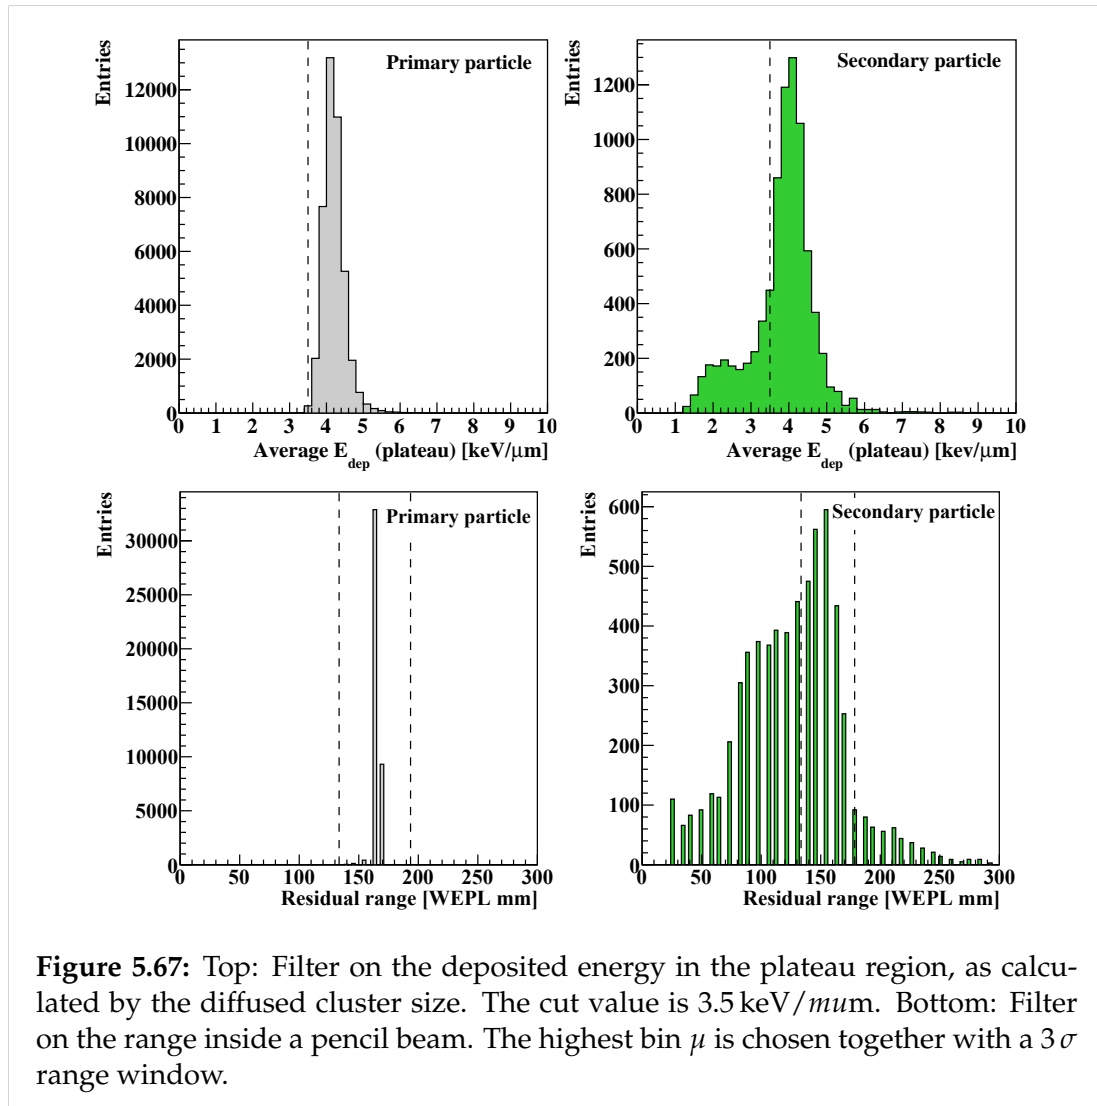 Entries
12000
10000
8000
6000
4000
2000
0
Primary particle
0 1 2 3 4 5 6 7 8 9 10
Average E_dep (plateau) [keV/μm]
Entries
1200
1000
800
600
400
200
0
Secondary particle
0 1 2 3 4 5 6 7 8 9 10
Average E_dep (plateau) [kev/μm]
Entries
30000
25000
20000
15000
10000
5000
0
Primary particle
0 50 100 150 200 250 300
Residual range [WEPL mm]
Entries
600
500
400
300
200
100
0
Secondary particle
0 50 100 150 200 250 300
Residual range [WEPL mm]
Figure 5.67: Top: Filter on the deposited energy in the plateau region, as calcu-
lated by the diffused cluster size. The cut value is 3.5 keV/mum. Bottom: Filter
on the range inside a pencil beam. The highest bin μ is chosen together with a 3 σ
range window.